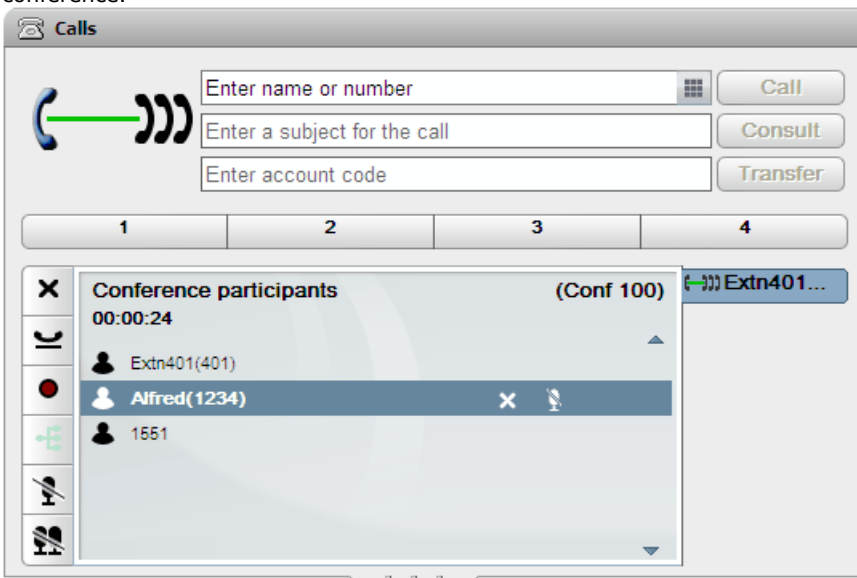 conference.
Calls
Enter name or number
Call
Enter a subject for the call
Consult
Enter account code
Transfer
1 2 3 4
Conference participants (Conf 100)
Extn401...
00:00:24
Extn401(401)
Alfred(1234)
1551